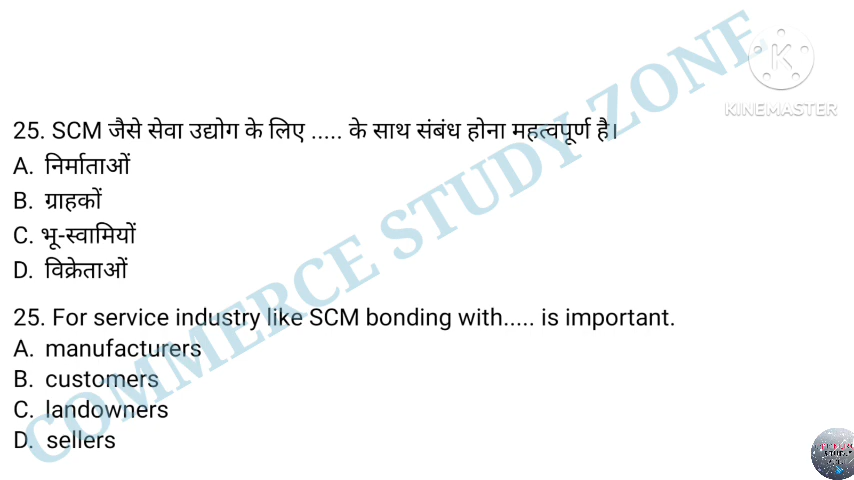 KINEMASTER
25. SCM जैसे सेवा उद्योग के लिए ..... के साथ संबंध होना महत्वपूर्ण है।
A. निर्माताओं
B. ग्राहकों
C. भू-स्वामियों
D. विक्रेताओं
25. For service industry like SCM bonding with..... is important.
A. manufacturers
B. customers
C. landowners
D. sellers
COMMERCE STUDY ZONE